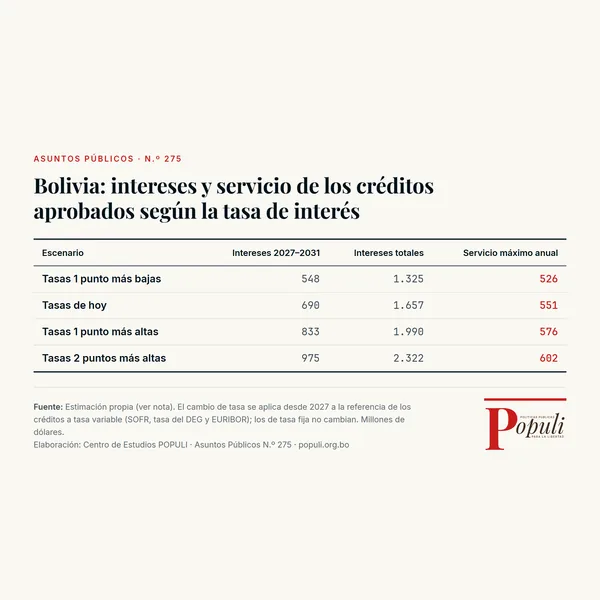 ASUNTOS PÚBLICOS · N.º 275
Bolivia: intereses y servicio de los créditos
aprobados según la tasa de interés
Escenario Intereses 2027–2031 Intereses totales Servicio máximo anual
Tasas 1 punto más bajas 548 1.325 526
Tasas de hoy 690 1.657 551
Tasas 1 punto más altas 833 1.990 576
Tasas 2 puntos más altas 975 2.322 602
Fuente: Estimación propia (ver nota). El cambio de tasa se aplica desde 2027 a la referencia de los
créditos a tasa variable (SOFR, tasa del DEG y EURIBOR); los de tasa fija no cambian. Millones de
dólares.
Elaboración: Centro de Estudios POPULI · Asuntos Públicos N.º 275 · populi.org.bo
POLÍTICAS PÚBLICAS
Populi
PARA LA LIBERTAD